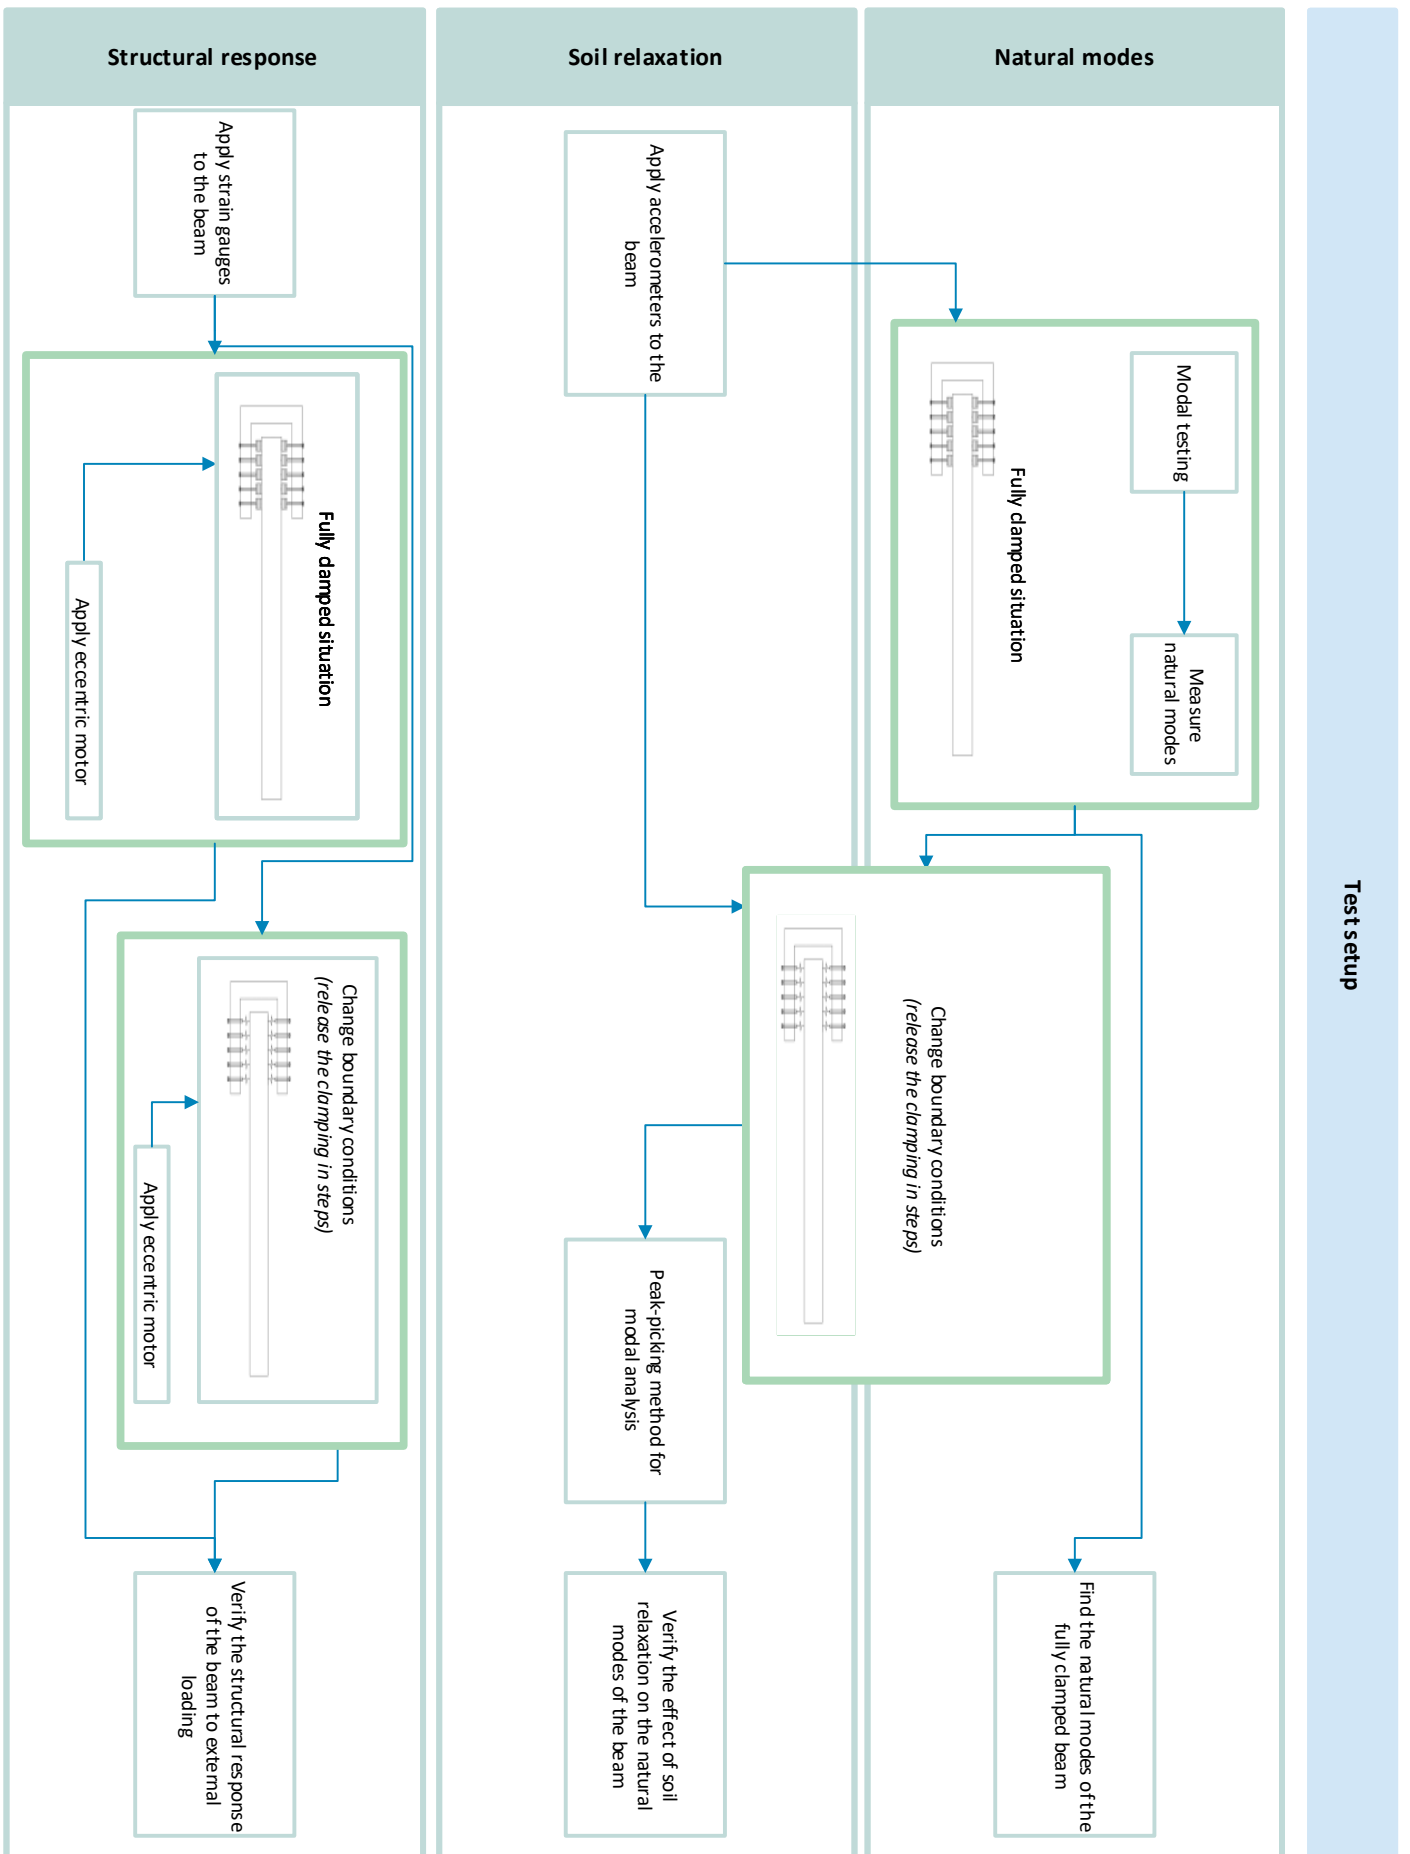 Test setup
Natural modes
Modal testing
Measure
natural modes
Fully clamped situation
Find the natural modes of the
fully clamped beam
Soil relaxation
Apply accelerometers to the
beam
Change boundary conditions
(release the clamping in steps)
Peak-picking method for
modal analysis
Verify the effect of soil
relaxation on the natural
modes of the beam
Structural response
Apply strain gauges
to the beam
Fully damped situation
Apply eccentric motor
Change boundary conditions
(release the clamping in steps)
Apply eccentric motor
Verify the structural response
of the beam to external
loading